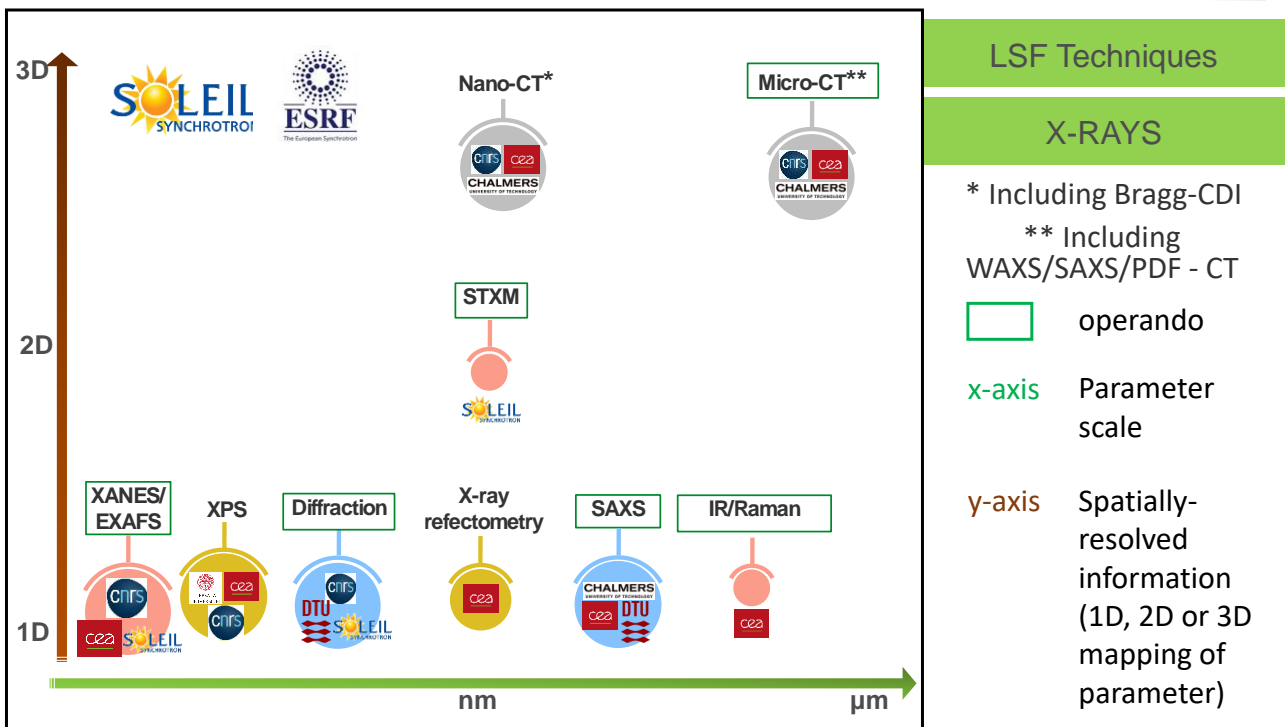 3D
SOLEIL
SYNCHROTRON
ESRF
The European Synchrotron
Nano-CT*
cnrs
cea
CHALMERS
UNIVERSITY OF TECHNOLOGY
Micro-CT**
cnrs
cea
CHALMERS
UNIVERSITY OF TECHNOLOGY
2D
STXM
SOLEIL
SYNCHROTRON
1D
XANES/
EXAFS
cnrs
cea
SOLEIL
SYNCHROTRON
XPS
cea
cnrs
Diffraction
cnrs
DTU
SOLEIL
SYNCHROTRON
X-ray
refectometry
cea
SAXS
CHALMERS
UNIVERSITY OF TECHNOLOGY
cea
DTU
IR/Raman
cea
nm
µm
LSF Techniques
X-RAYS
* Including Bragg-CDI
** Including
WAXS/SAXS/PDF - CT
operando
x-axis Parameter
scale
y-axis Spatially-
resolved
information
(1D, 2D or 3D
mapping of
parameter)